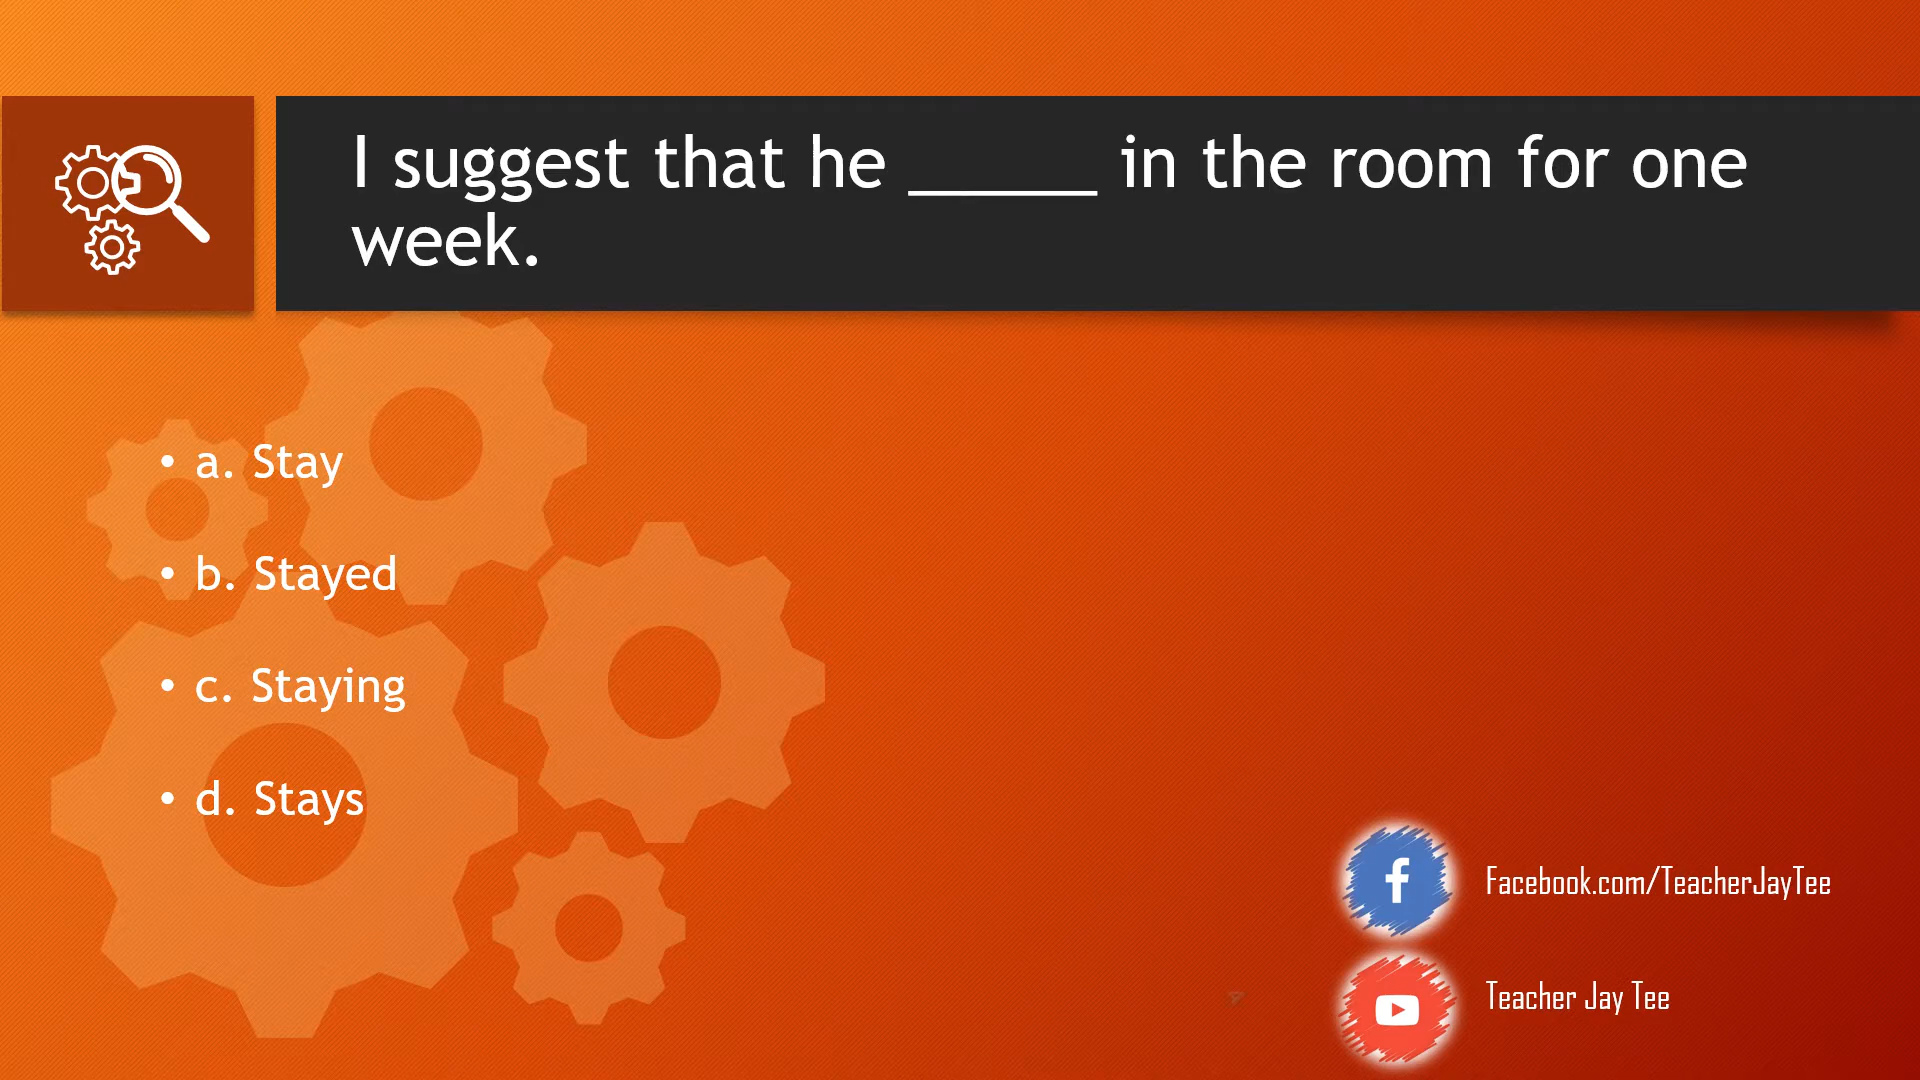 I suggest that he _____ in the room for one
week.
• a. Stay
• b. Stayed
• c. Staying
• d. Stays
Facebook.com/TeacherJayTee
Teacher Jay Tee